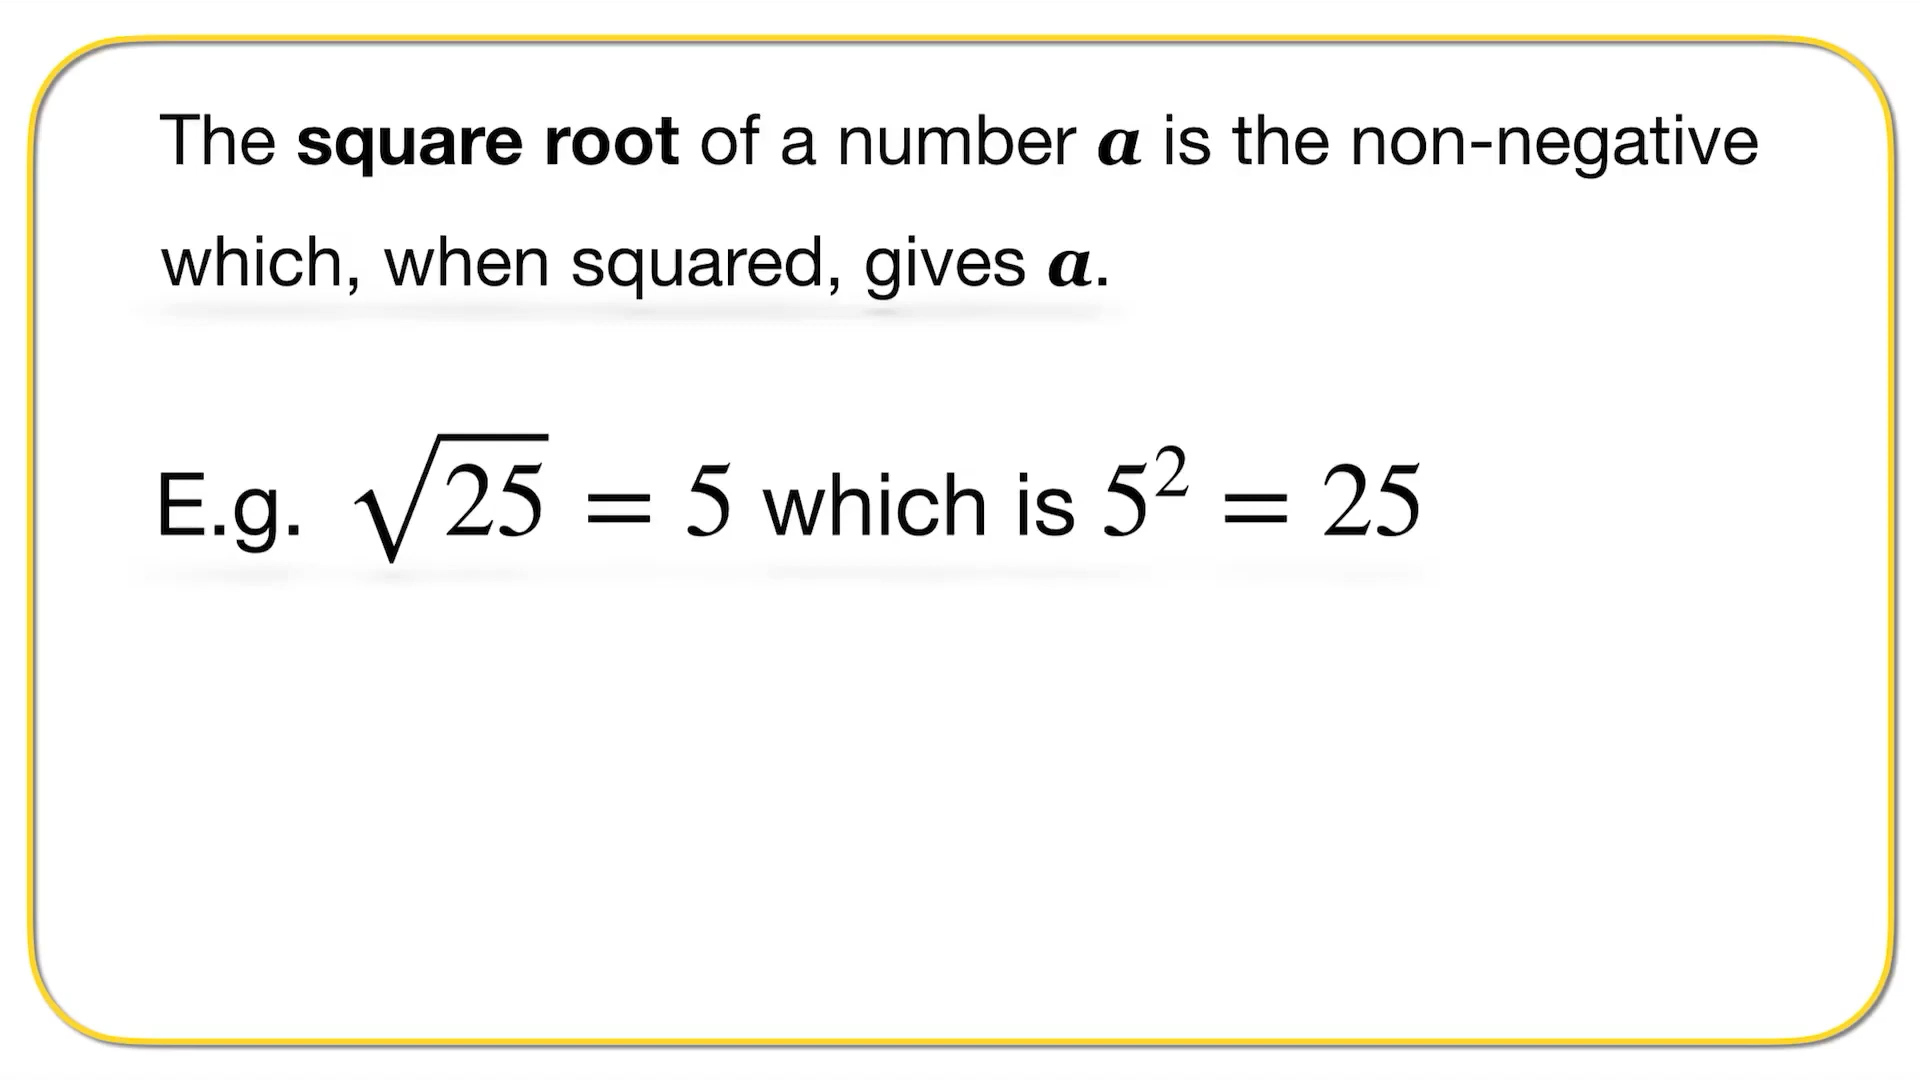 The square root of a number a is the non-negative
which, when squared, gives a.
E.g. √25 = 5 which is 5² = 25